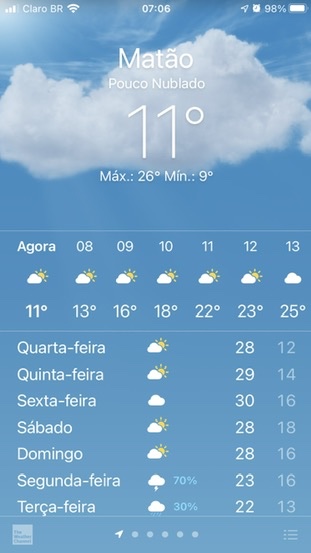 Claro BR 07:06 98%
Matão
Pouco Nublado
11°
Máx.: 26° Mín.: 9°
Agora 08 09 10 11 12 13
11° 13° 16° 18° 22° 23° 25°
Quarta-feira 28 12
Quinta-feira 29 14
Sexta-feira 30 16
Sábado 28 18
Domingo 28 16
Segunda-feira 70% 23 16
Terça-feira 30% 22 13